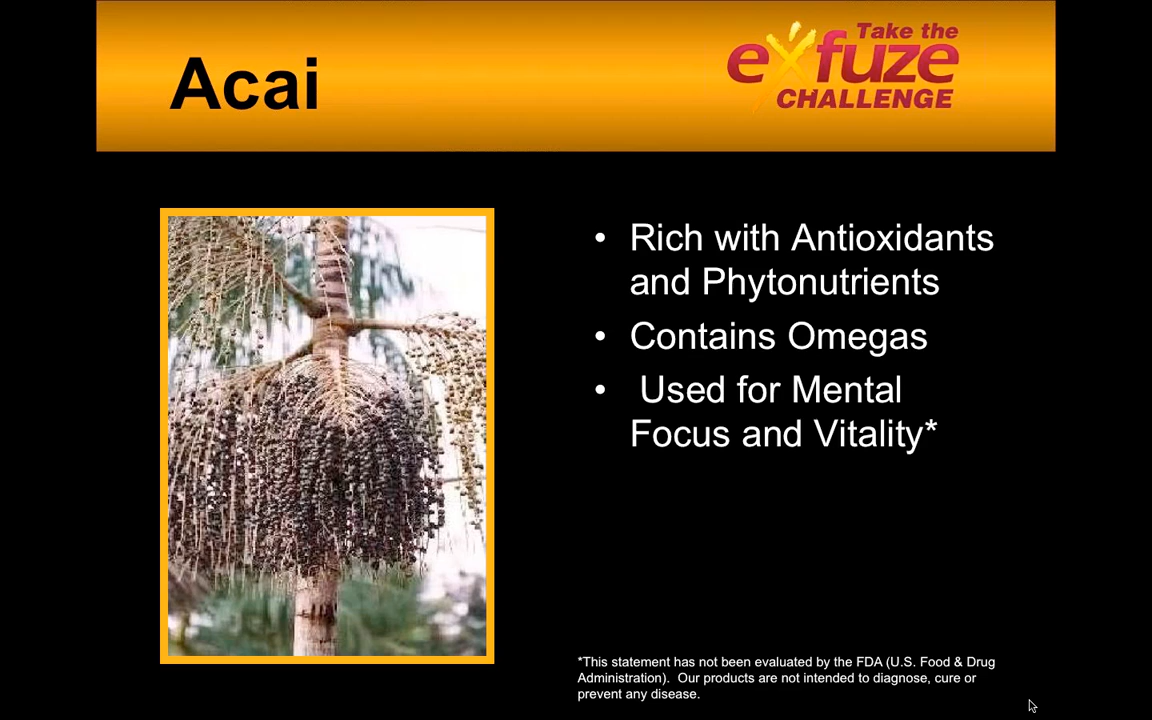 Acai
Take the
exfuze
CHALLENGE
• Rich with Antioxidants
and Phytonutrients
• Contains Omegas
• Used for Mental
Focus and Vitality*
*This statement has not been evaluated by the FDA (U.S. Food & Drug
Administration). Our products are not intended to diagnose, cure or
prevent any disease.